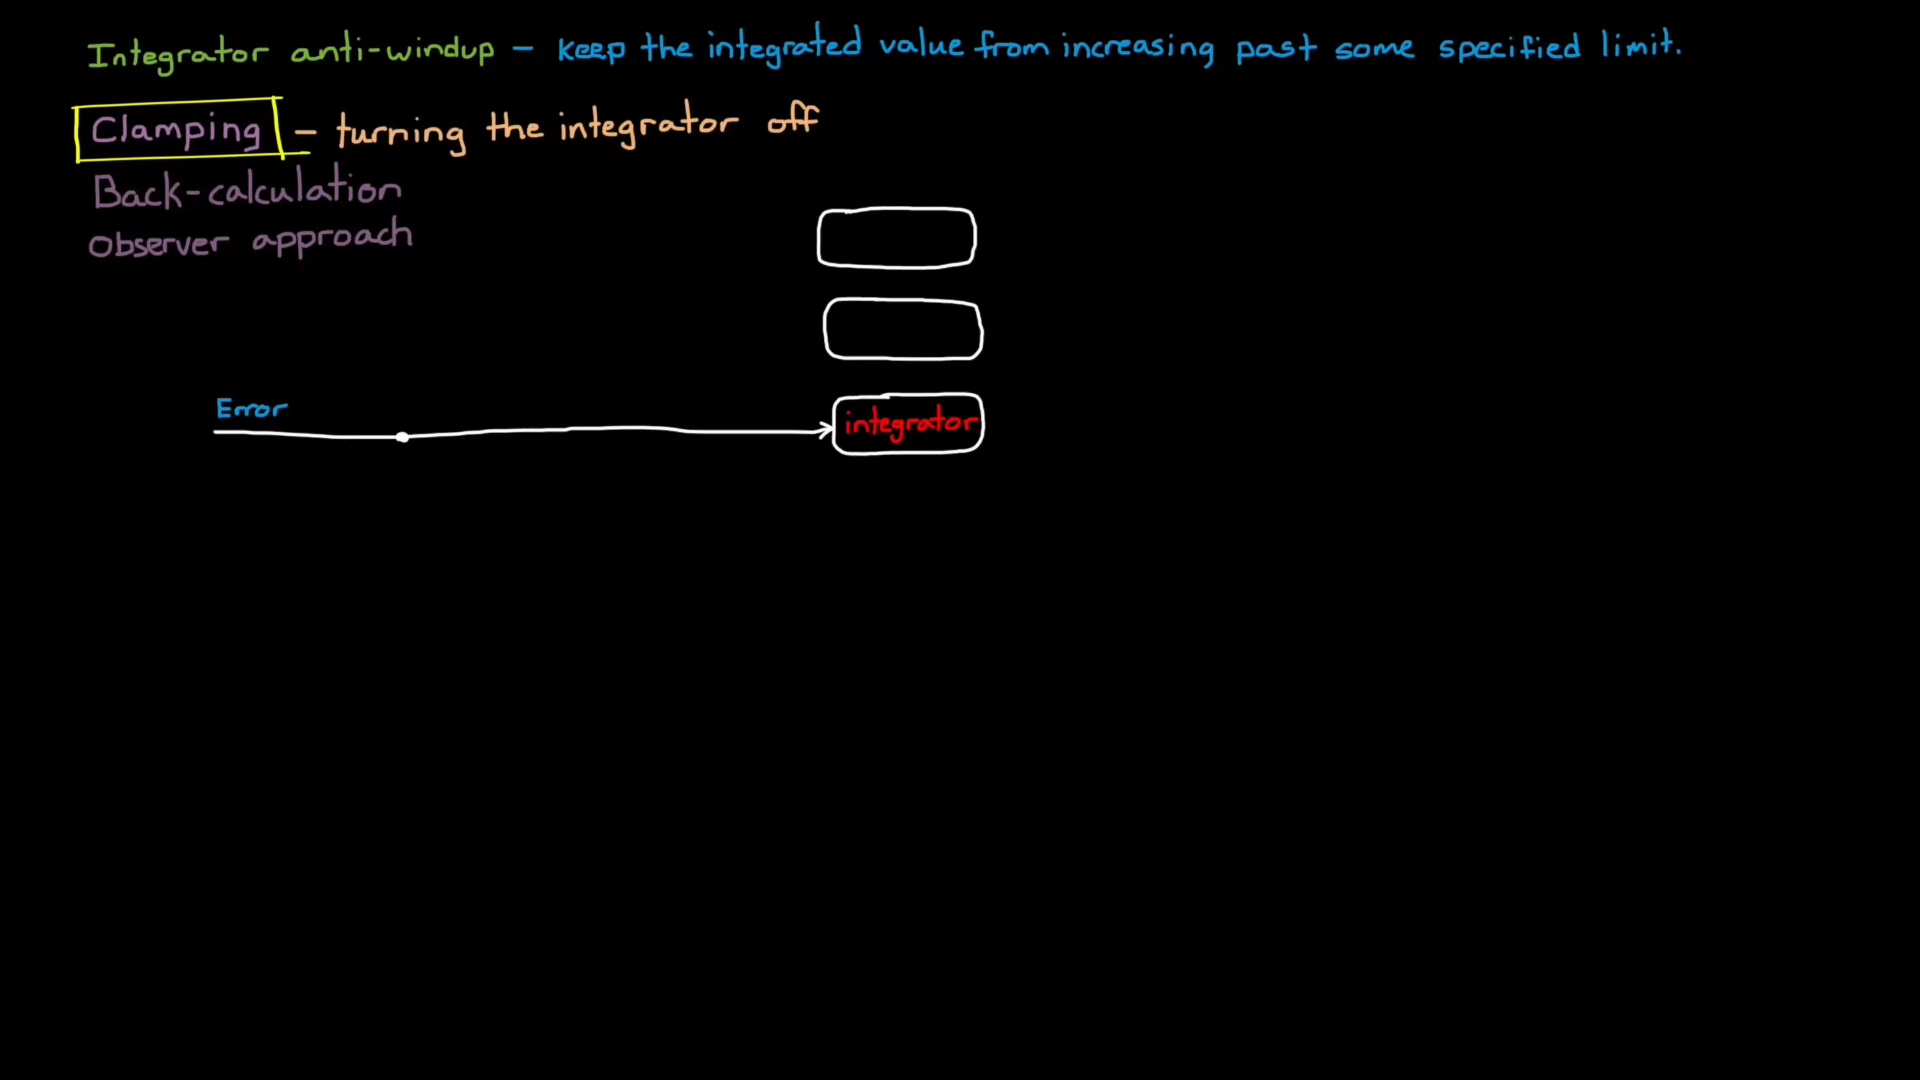 Integrator anti-windup – keep the integrated value from increasing past some specified limit.
Clamping – turning the integrator off
Back-calculation
Observer approach
Error
integrator